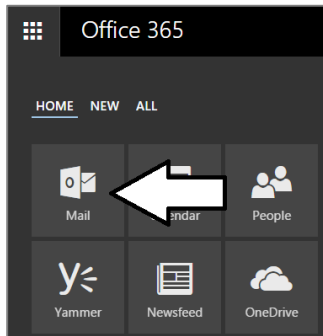 Office 365
HOME NEW ALL
Mail People
Yammer Newsfeed OneDrive